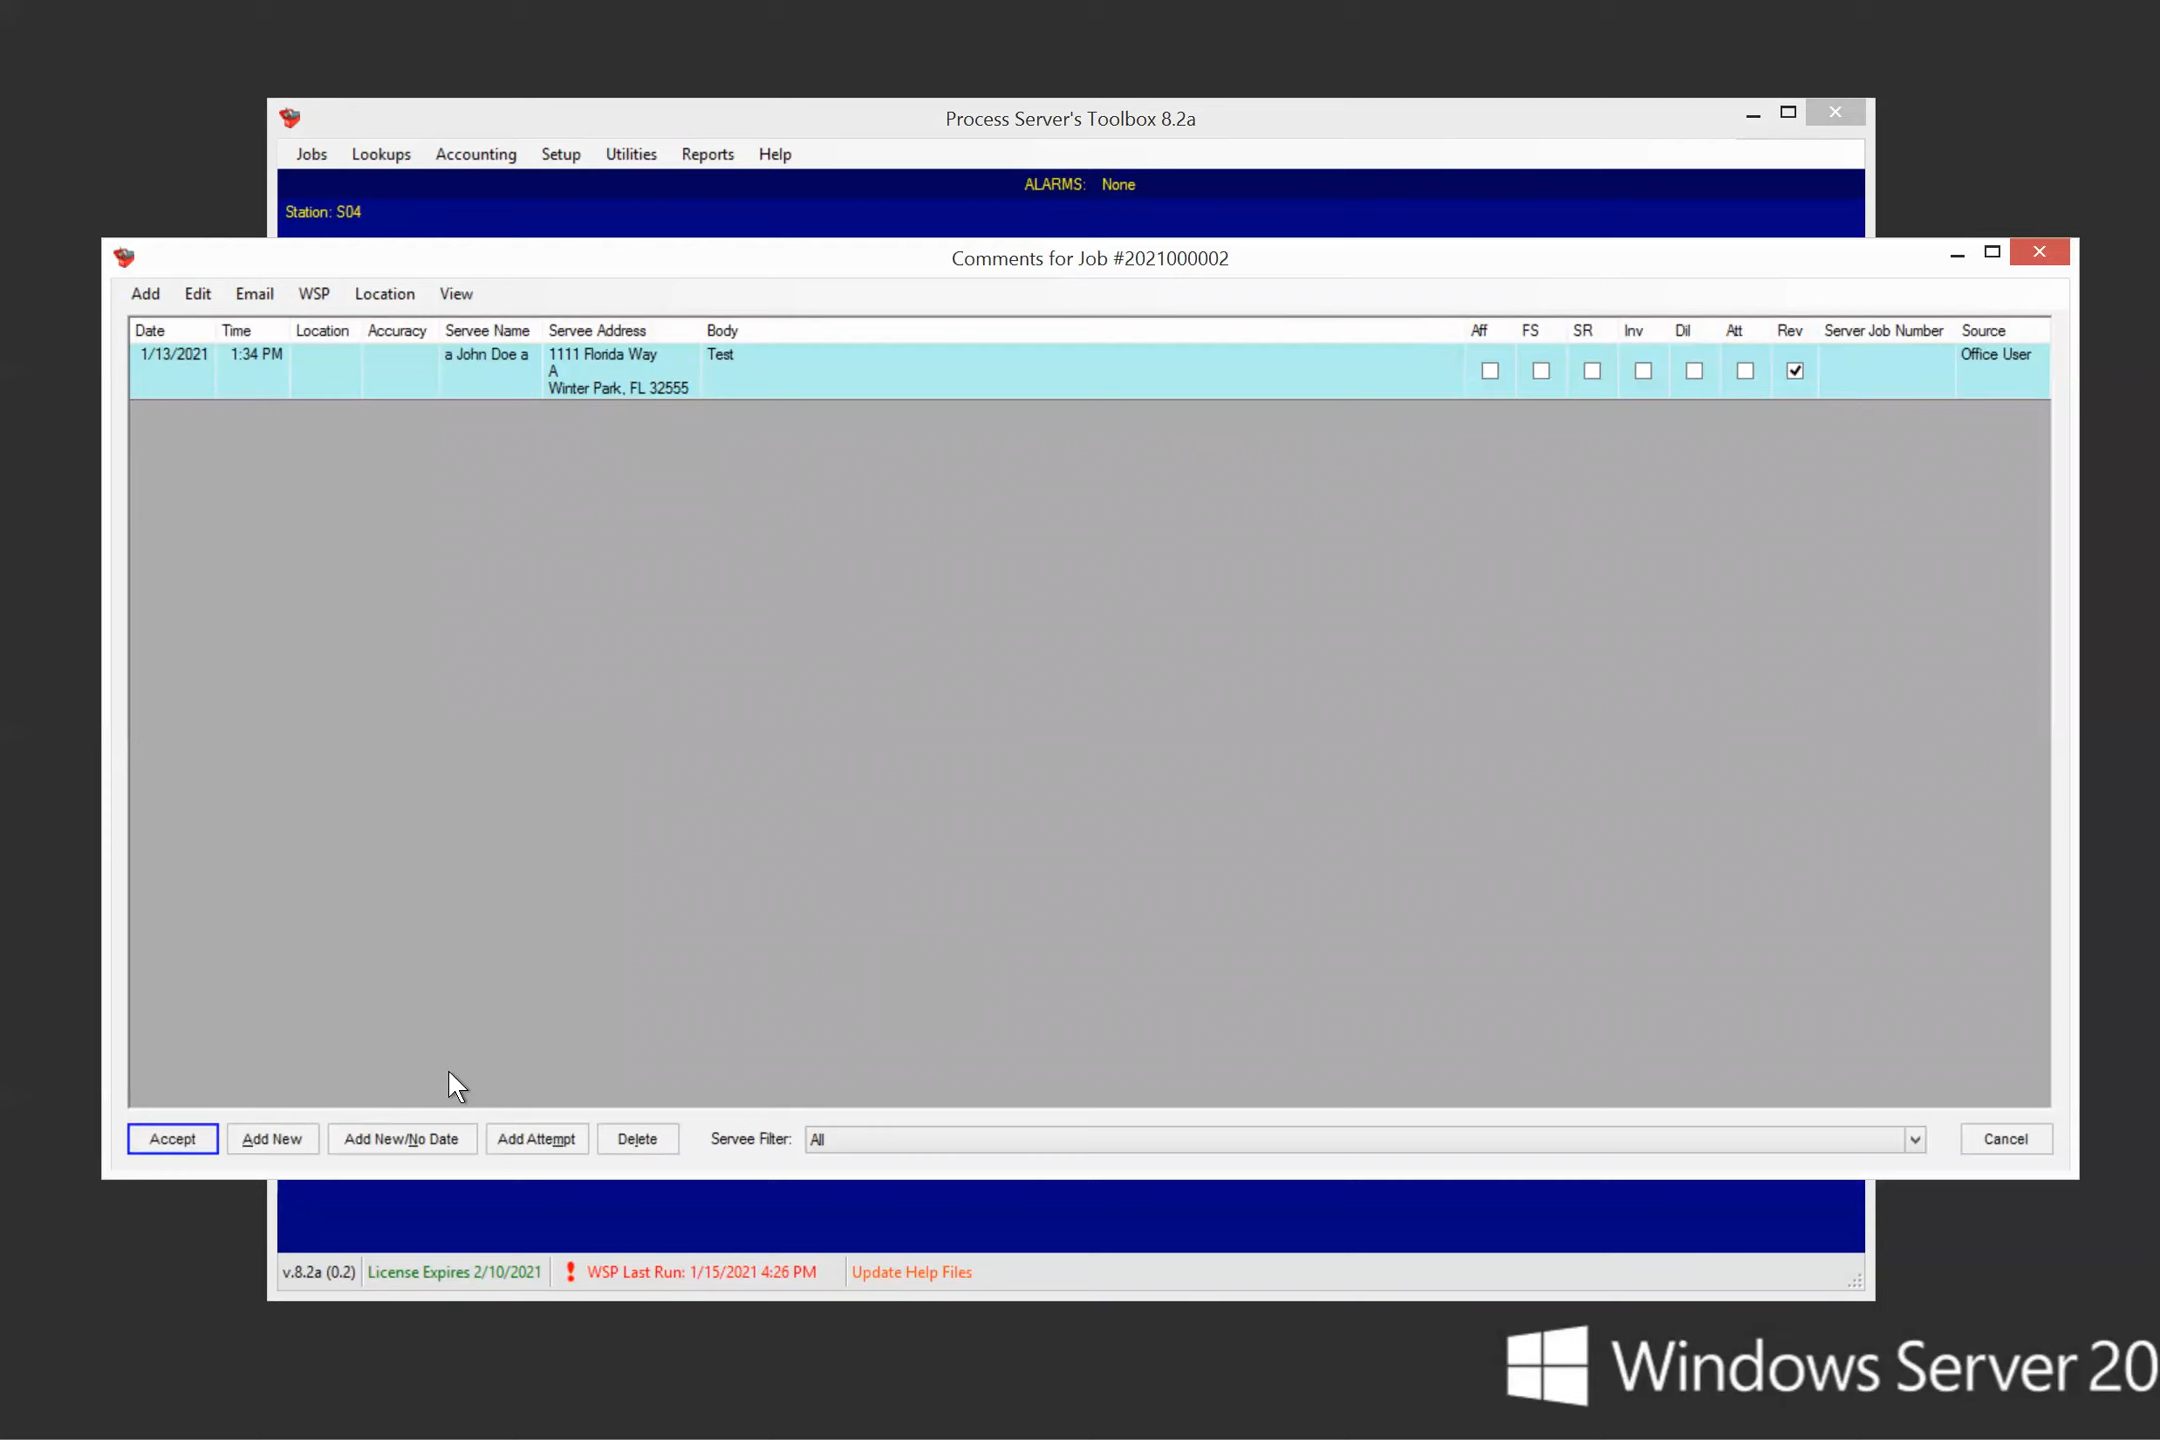 Process Server's Toolbox 8.2a
Jobs Lookups Accounting Setup Utilities Reports Help
ALARMS: None
Station: S04
Comments for Job #2021000002
Add Edit Email WSP Location View
Date Time Location Accuracy Servee Name Servee Address Body Aff FS SR Inv Dil Att Rev Server Job Number Source
1/13/2021 1:34 PM a John Doe a 1111 Florida Way Test Office User
A
Winter Park, FL 32555
Accept Add New Add New/No Date Add Attempt Delete Servee Filter: All Cancel
v.8.2a (0.2) License Expires 2/10/2021 WSP Last Run: 1/15/2021 4:26 PM Update Help Files
Windows Server 20